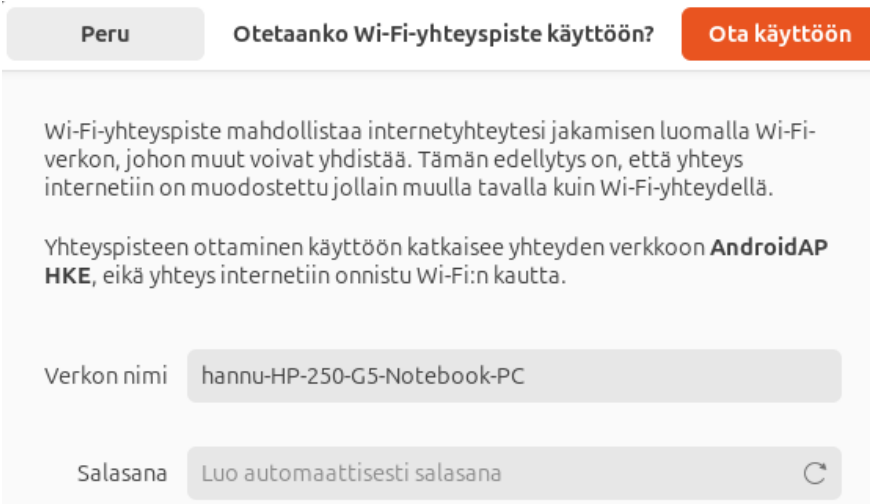 Peru
Otetaanko Wi-Fi-yhteyspiste käyttöön?
Ota käyttöön
Wi-Fi-yhteyspiste mahdollistaa internetyhteytesi jakamisen luomalla Wi-Fi-
verkon, johon muut voivat yhdistää. Tämän edellytys on, että yhteys
internetiin on muodostettu jollain muulla tavalla kuin Wi-Fi-yhteydellä.
Yhteyspisteen ottaminen käyttöön katkaisee yhteyden verkkoon AndroidAP
HKE, eikä yhteys internetiin onnistu Wi-Fi:n kautta.
Verkon nimi
hannu-HP-250-G5-Notebook-PC
Salasana
Luo automaattisesti salasana